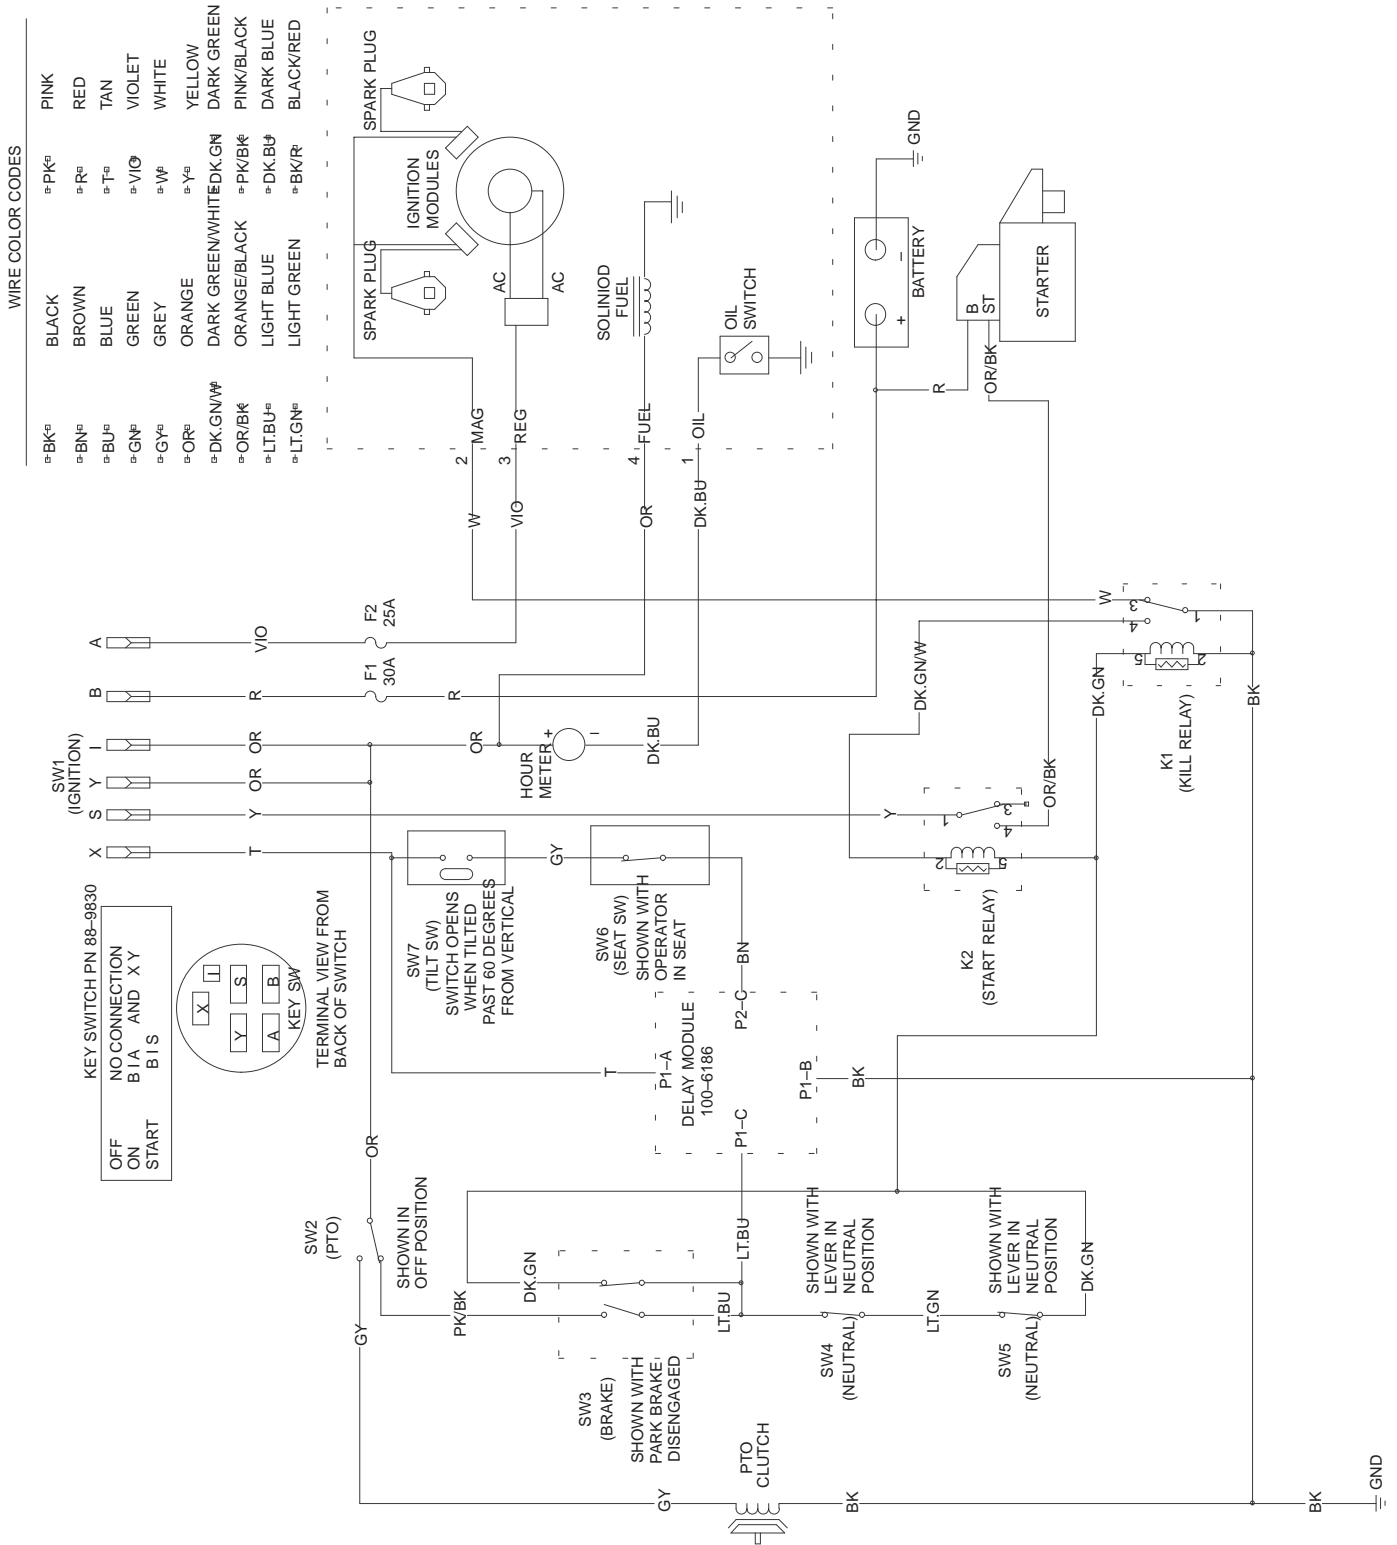 WIRE COLOR CODES
BK BLACK PK PINK
BN BROWN R RED
BU BLUE T TAN
GN GREEN VIO VIOLET
GY GREY W WHITE
OR ORANGE Y YELLOW
DK.GN/W DARK GREEN/WHITE DK.GN DARK GREEN
OR/BK ORANGE/BLACK PK/BK PINK/BLACK
LT.BU LIGHT BLUE DK.BU DARK BLUE
LT.GN LIGHT GREEN BK/R BLACK/RED
SPARK PLUG
SPARK PLUG
IGNITION
MODULES
AC
AC
SOLINIOD
FUEL
OIL
SWITCH
2 MAG
3 REG
4 FUEL
1 OIL
W
VIO
OR
DK.BU
GND
BATTERY
+
–
B
ST
STARTER
R
OR/BK
SW1
(IGNITION)
A
B
I
Y
S
X
VIO
F2
25A
R
F1
30A
R
OR
OR
OR
Y
T
HOUR
METER
+
–
DK.BU
Y
W
3
4
1
5
2
DK.GN/W
DK.GN
BK
K1
(KILL RELAY)
1
3
4
2
5
OR/BK
K2
(START RELAY)
KEY SWITCH PN 88–9830
OFF NO CONNECTION
ON B I A AND X Y
START B I S
X
I
Y
S
A
B
KEY SW
TERMINAL VIEW FROM
BACK OF SWITCH
SW7
(TILT SW)
SWITCH OPENS
WHEN TILTED
PAST 60 DEGREES
FROM VERTICAL
GY
SW6
(SEAT SW)
SHOWN WITH
OPERATOR
IN SEAT
BN
T
P1–A
P2–C
DELAY MODULE
100–6186
P1–C
P1–B
BK
OR
SW2
(PTO)
SHOWN IN
OFF POSITION
GY
PK/BK
DK.GN
LT.BU
LT.BU
SW3
(BRAKE)
SHOWN WITH
PARK BRAKE
DISENGAGED
SHOWN WITH
LEVER IN
NEUTRAL
POSITION
SW4
(NEUTRAL)
LT.GN
SHOWN WITH
LEVER IN
NEUTRAL
POSITION
SW5
(NEUTRAL)
DK.GN
GY
PTO
CLUTCH
BK
BK
GND